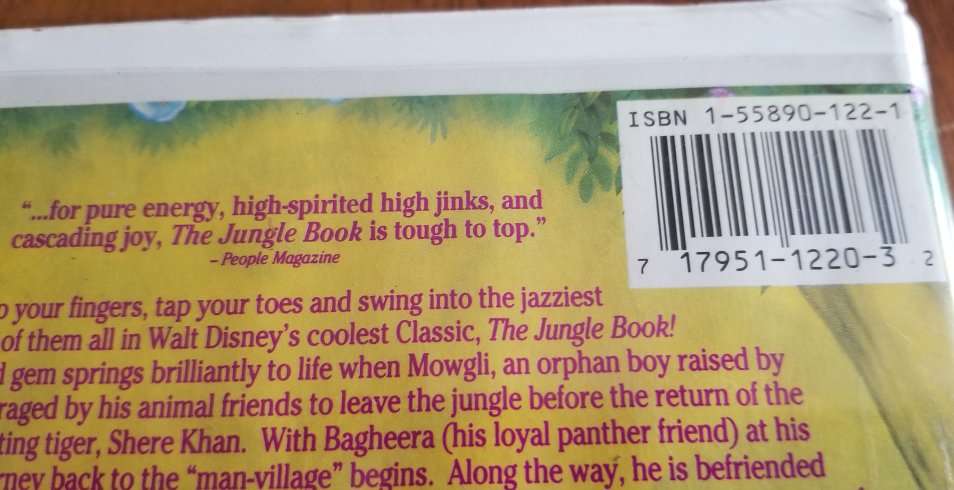 ISBN 1-55890-122-1
7 17951-1220-3 2
“...for pure energy, high-spirited high jinks, and
cascading joy, The Jungle Book is tough to top.”
– People Magazine
your fingers, tap your toes and swing into the jazziest
of them all in Walt Disney’s coolest Classic, The Jungle Book!
gem springs brilliantly to life when Mowgli, an orphan boy raised by
by his animal friends to leave the jungle before the return of the
tiger, Shere Khan. With Bagheera (his loyal panther friend) at his
back to the “man-village” begins. Along the way, he is befriended